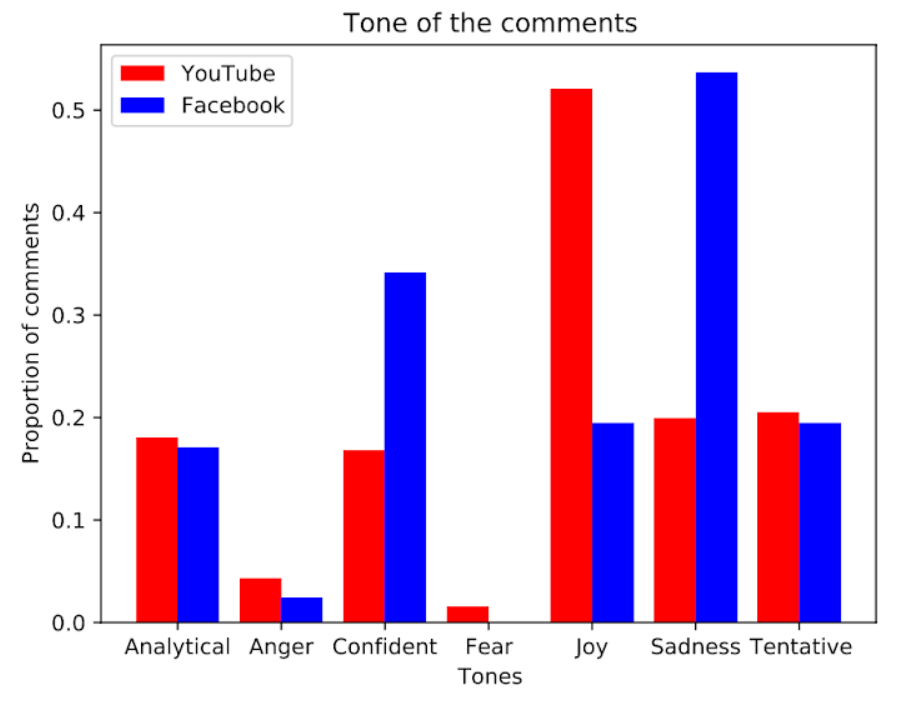 Tone of the comments
YouTube
Facebook
Proportion of comments
0.5
0.4
0.3
0.2
0.1
0.0
Analytical Anger Confident Fear Joy Sadness Tentative
Tones